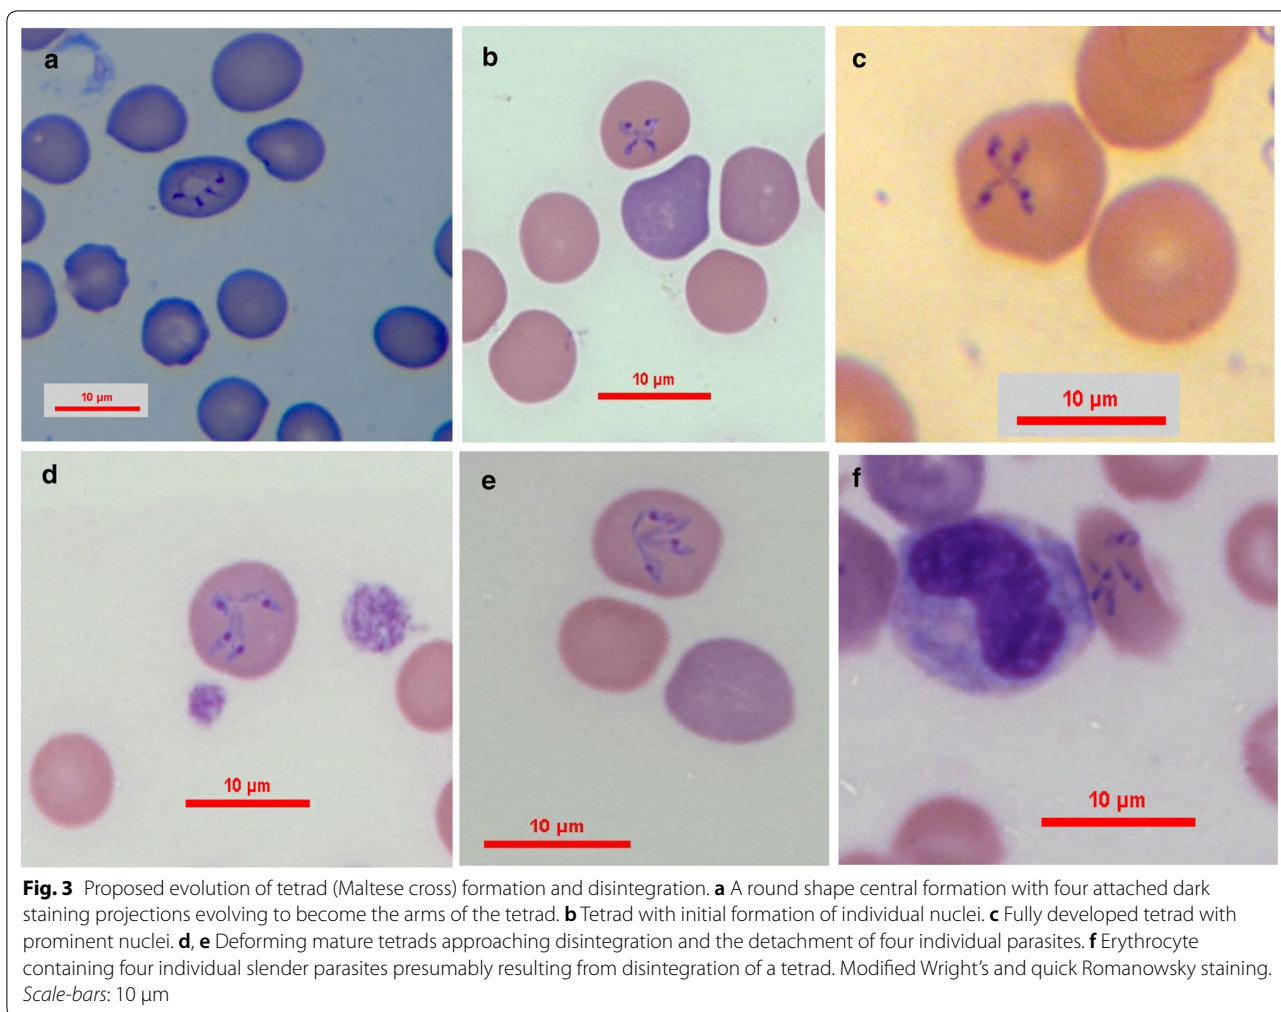 a
b
c
10 µm
10 µm
10 µm
d
e
f
10 µm
10 µm
10 µm
Fig. 3 Proposed evolution of tetrad (Maltese cross) formation and disintegration. a A round shape central formation with four attached dark
staining projections evolving to become the arms of the tetrad. b Tetrad with initial formation of individual nuclei. c Fully developed tetrad with
prominent nuclei. d, e Deforming mature tetrads approaching disintegration and the detachment of four individual parasites. f Erythrocyte
containing four individual slender parasites presumably resulting from disintegration of a tetrad. Modified Wright’s and quick Romanowsky staining.
Scale-bars: 10 µm